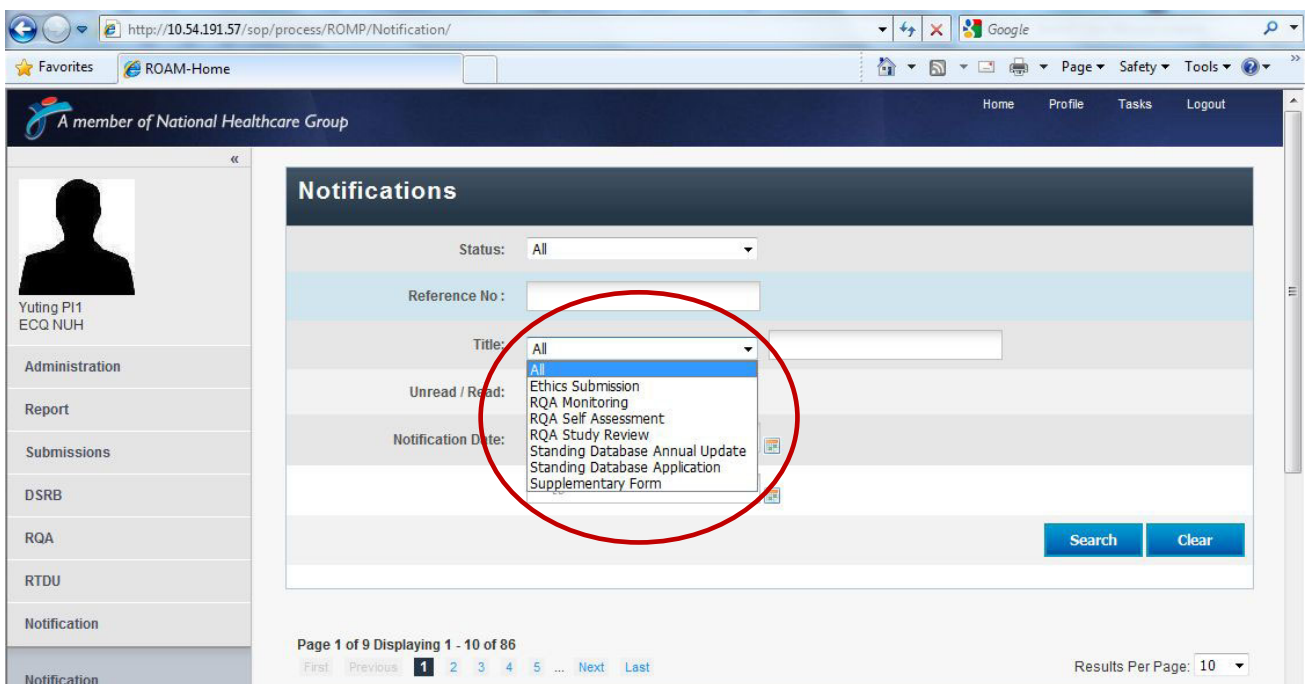 http://10.54.191.57/sop/process/ROMP/Notification/
Google
Favorites
ROAM-Home
Page
Safety
Tools
A member of National Healthcare Group
Home
Profile
Tasks
Logout
«
Yuting PI1
ECQ NUH
Administration
Report
Submissions
DSRB
RQA
RTDU
Notification
Notification
Notifications
Status: All
Reference No :
Title: All
All
Ethics Submission
RQA Monitoring
RQA Self Assessment
RQA Study Review
Standing Database Annual Update
Standing Database Application
Supplementary Form
Unread / Read:
Notification Date:
Search
Clear
Page 1 of 9 Displaying 1 - 10 of 86
First Previous 1 2 3 4 5 ... Next Last
Results Per Page: 10